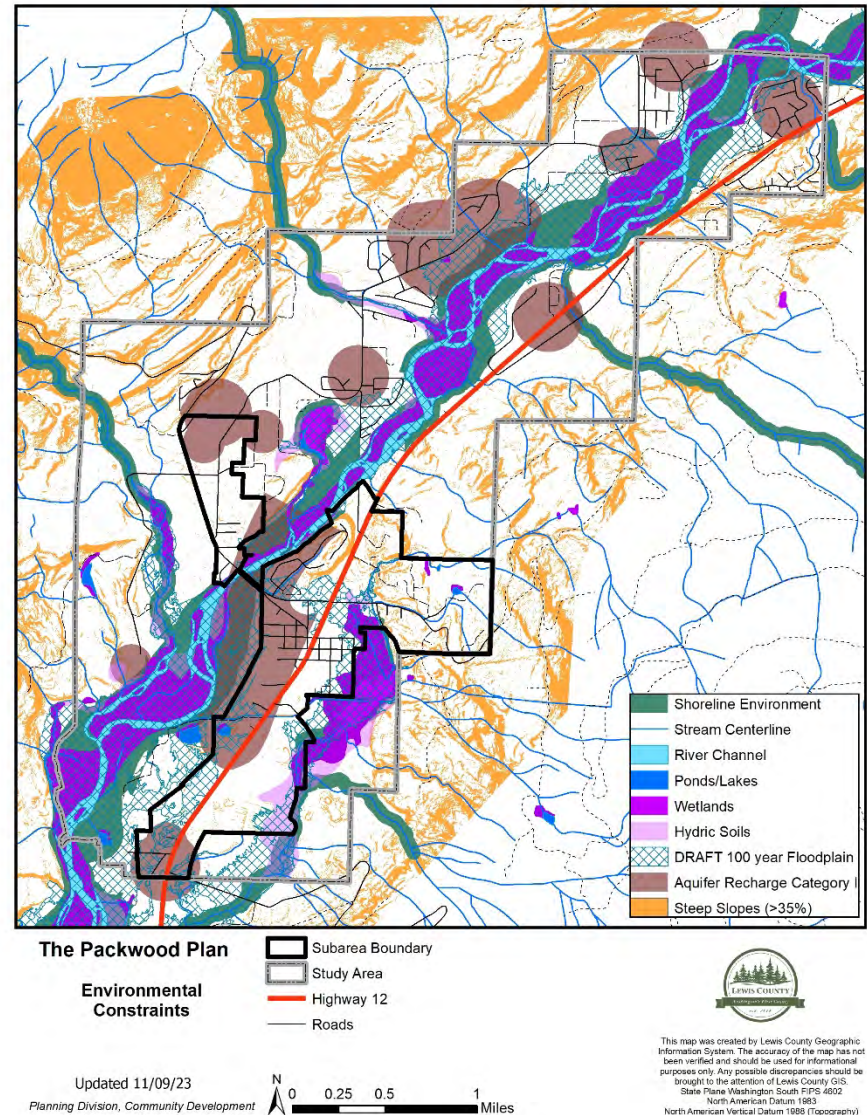 Shoreline Environment
Stream Centerline
River Channel
Ponds/Lakes
Wetlands
Hydric Soils
DRAFT 100 year Floodplain
Aquifer Recharge Category I
Steep Slopes (>35%)
The Packwood Plan
Environmental
Constraints
Updated 11/09/23
Planning Division, Community Development
Subarea Boundary
Study Area
Highway 12
Roads
N
0 0.25 0.5 1
Miles
LEWIS COUNTY
This map was created by Lewis County Geographic
Information System. The accuracy of the map has not
been verified and should be used for informational
purposes only. Any possible discrepancies should be
brought to the attention of Lewis County GIS.
State Plane Washington South FIPS 4602
North American Datum 1983
North American Vertical Datum 1988 (Topography)